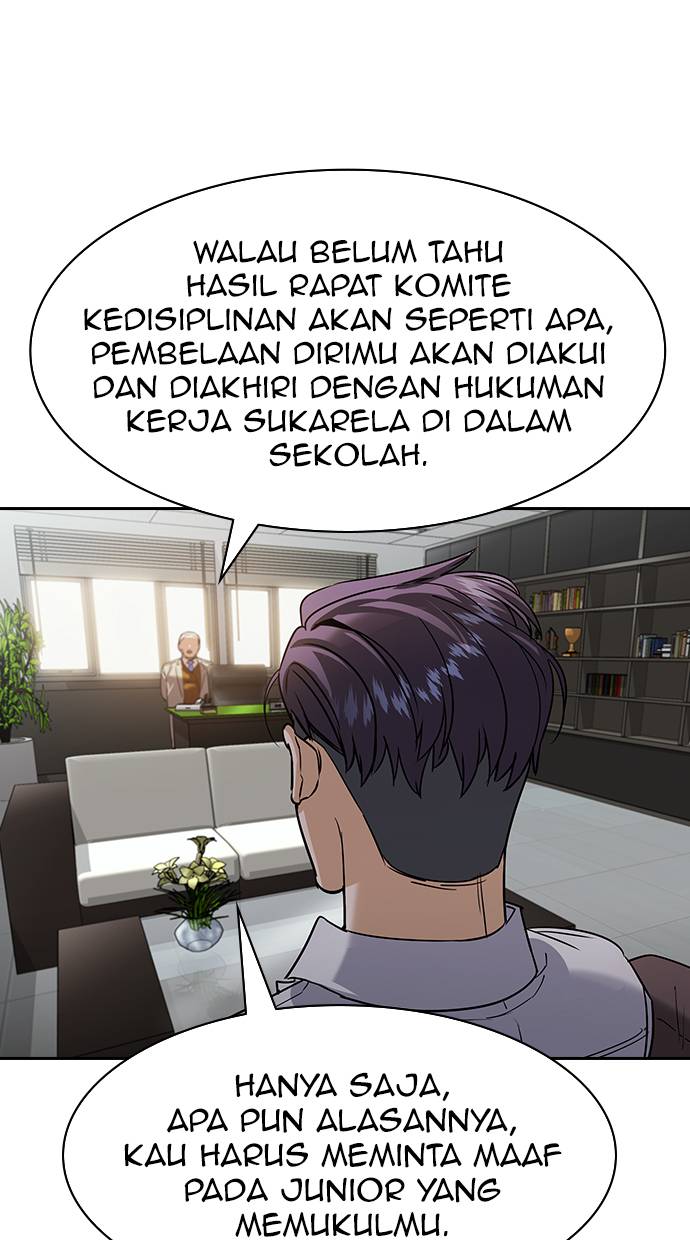 WALAU BELUM TAHU
HASIL RAPAT KOMITE
KEDISIPLINAN AKAN SEPERTI APA,
PEMBELAAN DIRIMU AKAN DIAKUI
DAN DIAKHIRI DENGAN HUKUMAN
KERJA SUKARELA DI DALAM
SEKOLAH.
HANYA SAJA,
APA PUN ALASANNYA,
KAU HARUS MEMINTA MAAF
PADA JUNIOR YANG
MEMUKULMU.